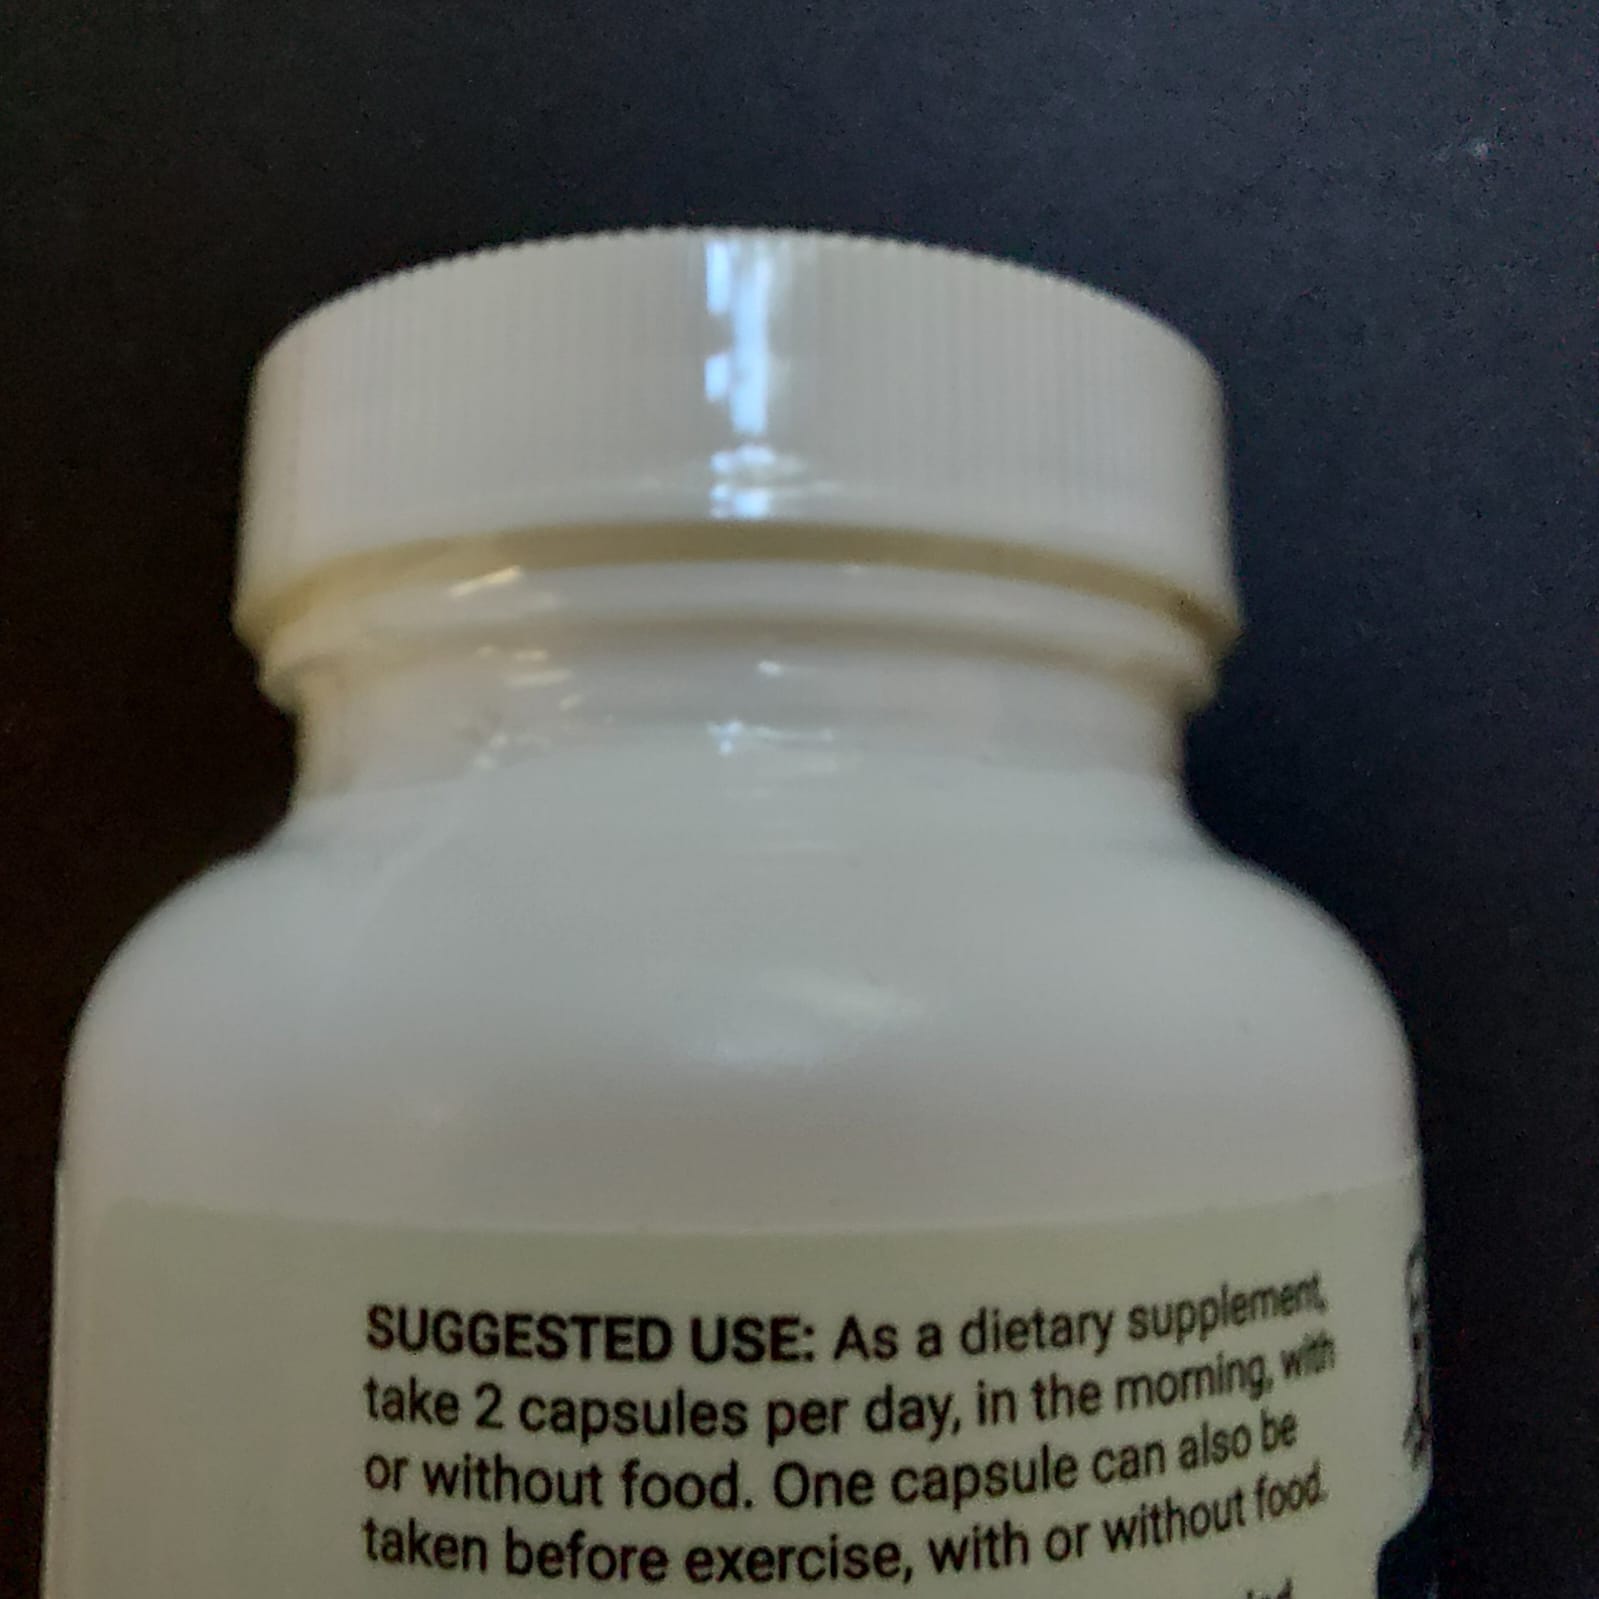 SUGGESTED USE: As a dietary supplement,
take 2 capsules per day, in the morning, with
or without food. One capsule can also be
taken before exercise, with or without food.